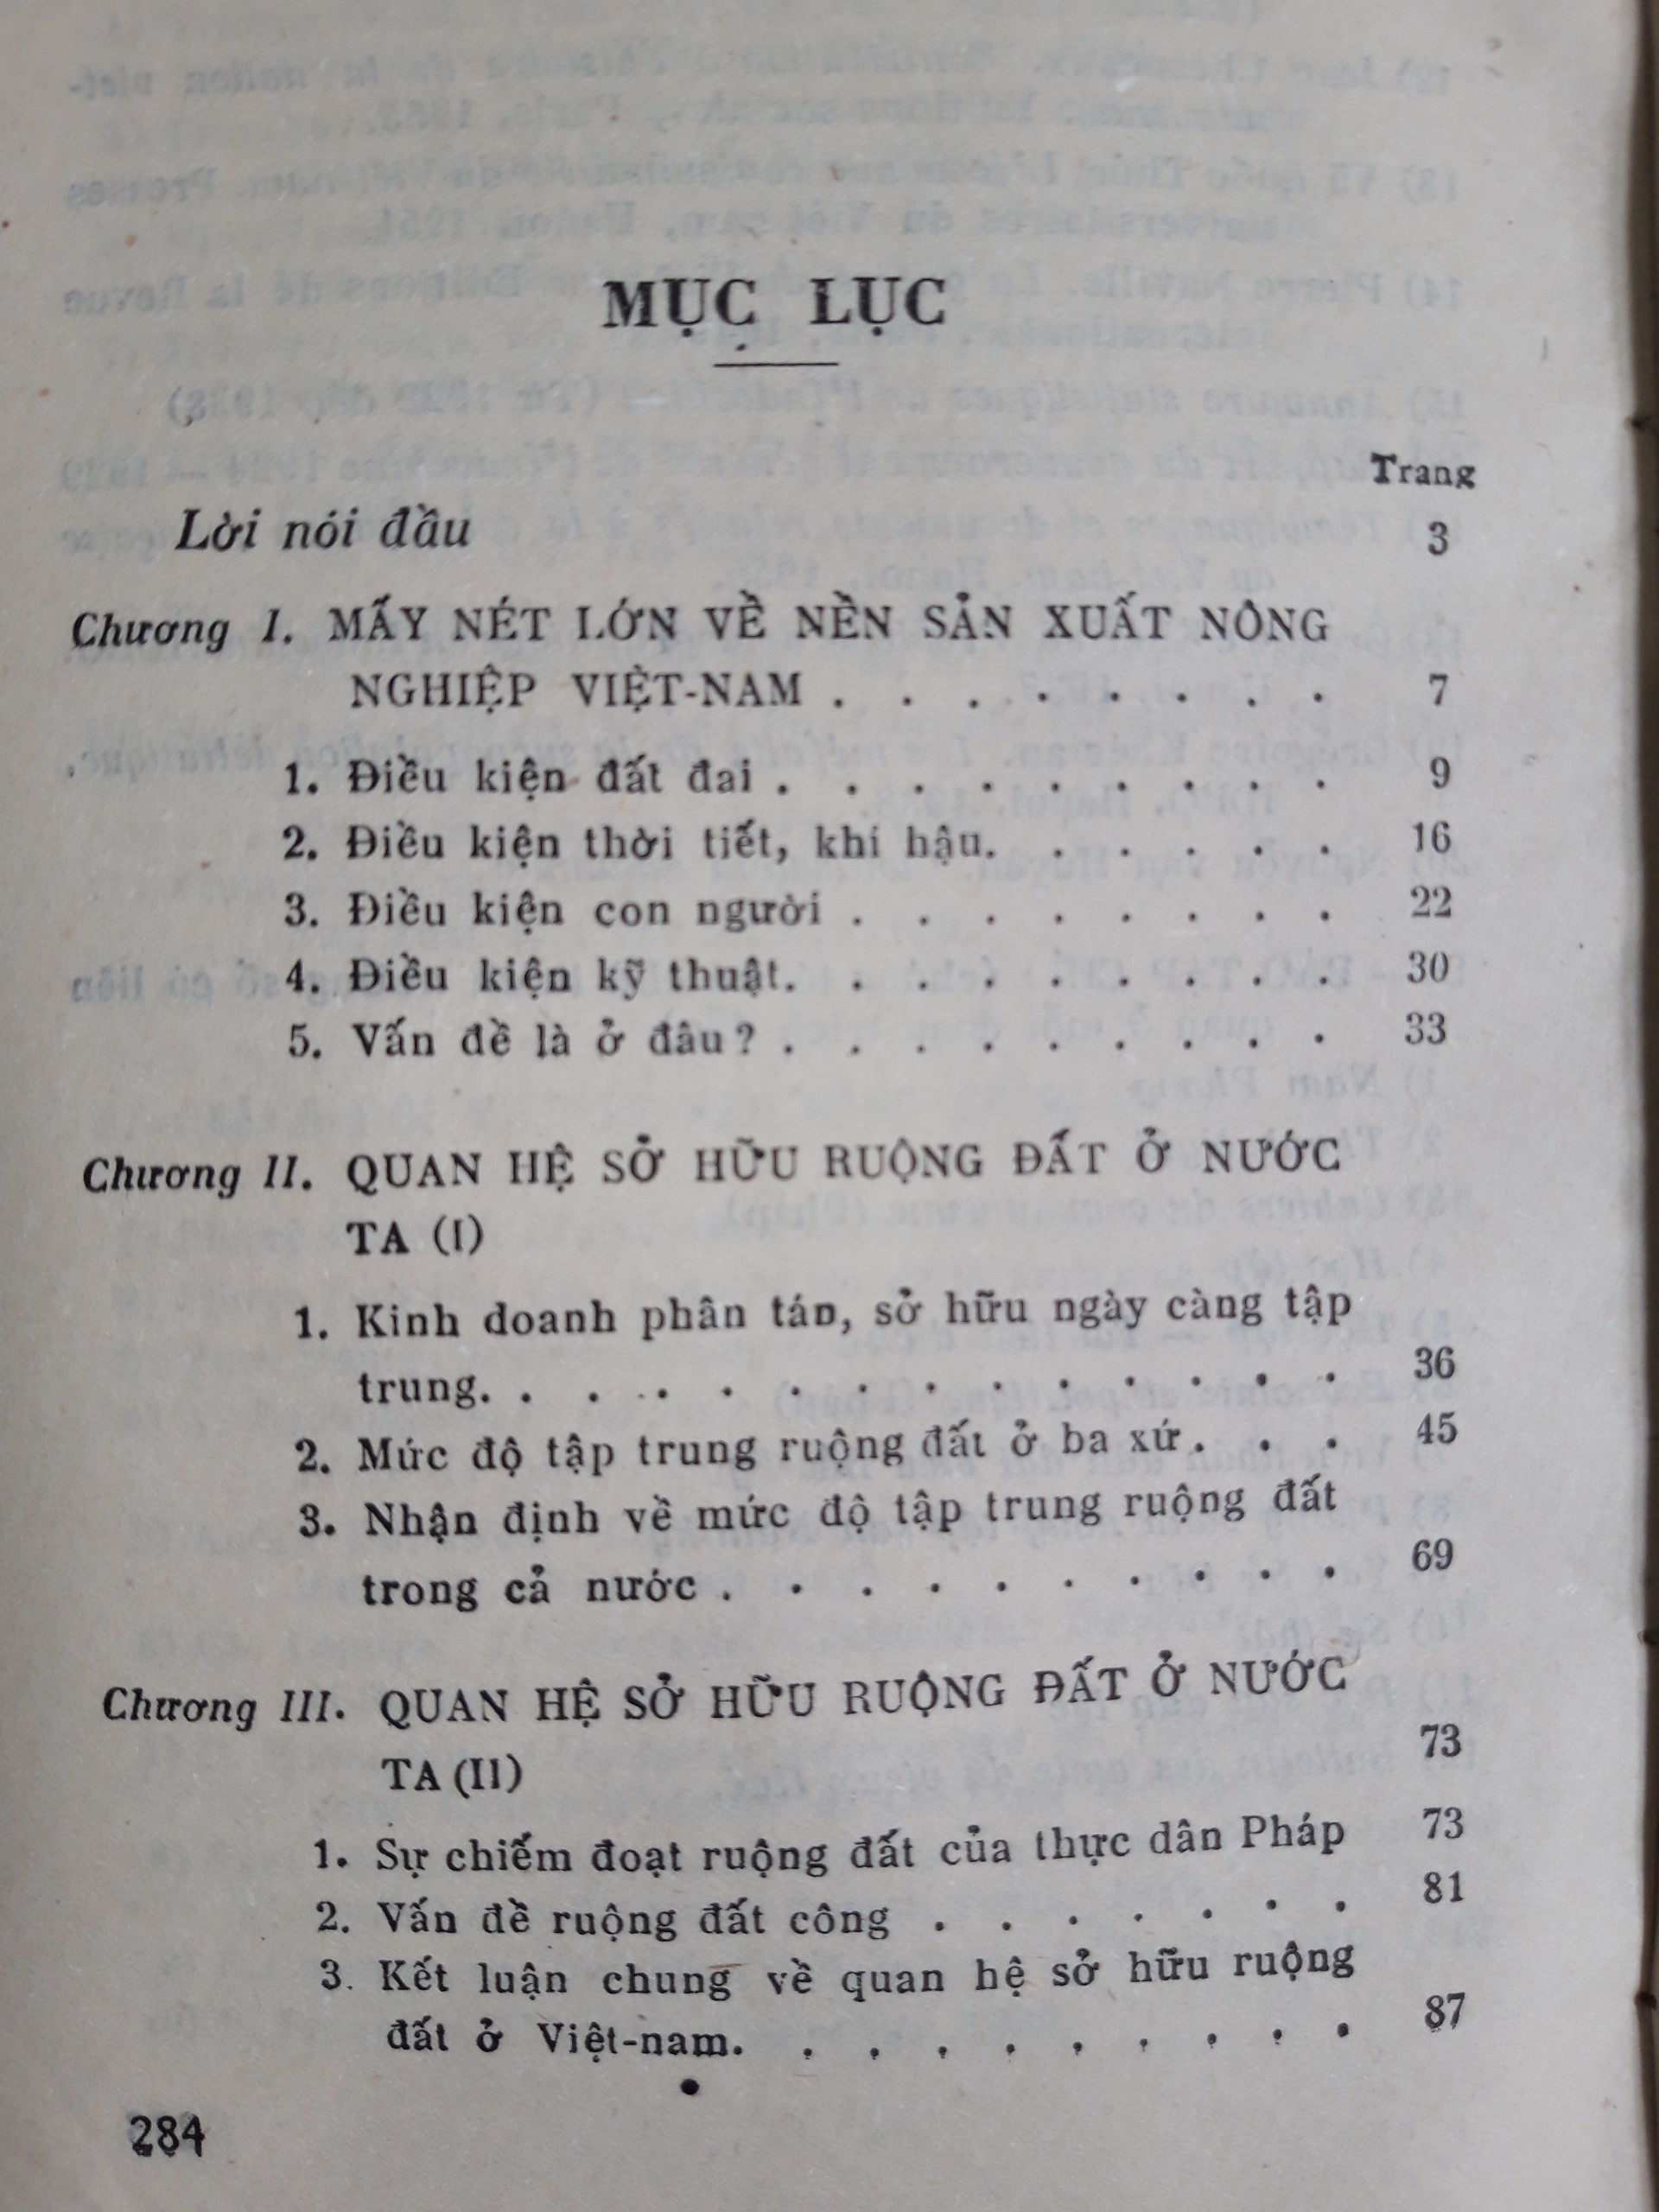 MỤC LỤC
Trang
Lời nói đầu 3
Chương I. MẤY NÉT LỚN VỀ NỀN SẢN XUẤT NÔNG
NGHIỆP VIỆT-NAM . . . . . . . . 7
1. Điều kiện đất đai . . . . . . . . . 9
2. Điều kiện thời tiết, khí hậu. . . . . . 16
3. Điều kiện con người . . . . . . . . 22
4. Điều kiện kỹ thuật. . . . . . . . . 30
5. Vấn đề là ở đâu? . . . . . . . . . 33
Chương II. QUAN HỆ SỞ HỮU RUỘNG ĐẤT Ở NƯỚC
TA (I)
1. Kinh doanh phân tán, sở hữu ngày càng tập
trung. . . . . . . . . . . . . . 36
2. Mức độ tập trung ruộng đất ở ba xứ. . . 45
3. Nhận định về mức độ tập trung ruộng đất
trong cả nước . . . . . . . . . . 69
Chương III. QUAN HỆ SỞ HỮU RUỘNG ĐẤT Ở NƯỚC
TA (II) 73
1. Sự chiếm đoạt ruộng đất của thực dân Pháp 73
2. Vấn đề ruộng đất công . . . . . . . 81
3. Kết luận chung về quan hệ sở hữu ruộng
đất ở Việt-nam. . . . . . . . . . 87
284